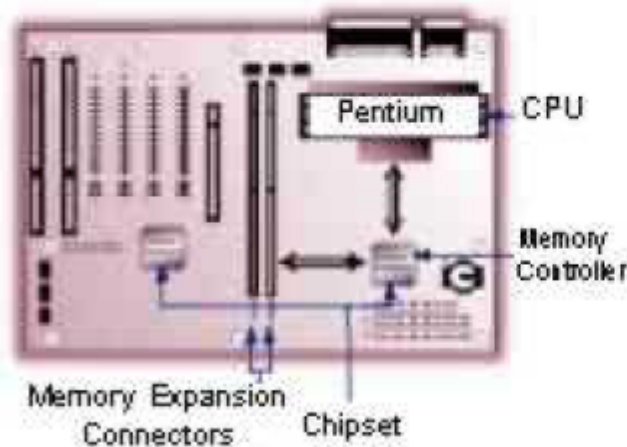 Pentium
CPU
Memory
Controller
Memory Expansion
Connectors
Chipset